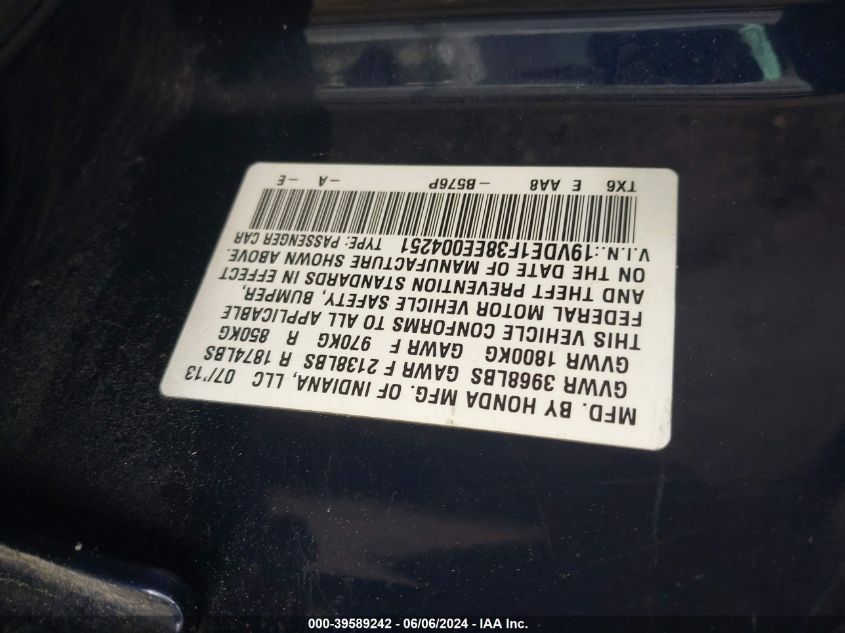 MFD. BY HONDA MFG. OF INDIANA, LLC 07/'13
GVWR 3968LBS GAWR F 2138LBS R 1874LBS
GVWR 1800KG GAWR F 970KG R 850KG
THIS VEHICLE CONFORMS TO ALL APPLICABLE
FEDERAL MOTOR VEHICLE SAFETY, BUMPER,
AND THEFT PREVENTION STANDARDS IN EFFECT
ON THE DATE OF MANUFACTURE SHOWN ABOVE.
V.I.N.:19VDE1F38EE004251 TYPE: PASSENGER CAR
TX6 E AA8 -B576P -A -E
000-39589242 - 06/06/2024 - IAA Inc.